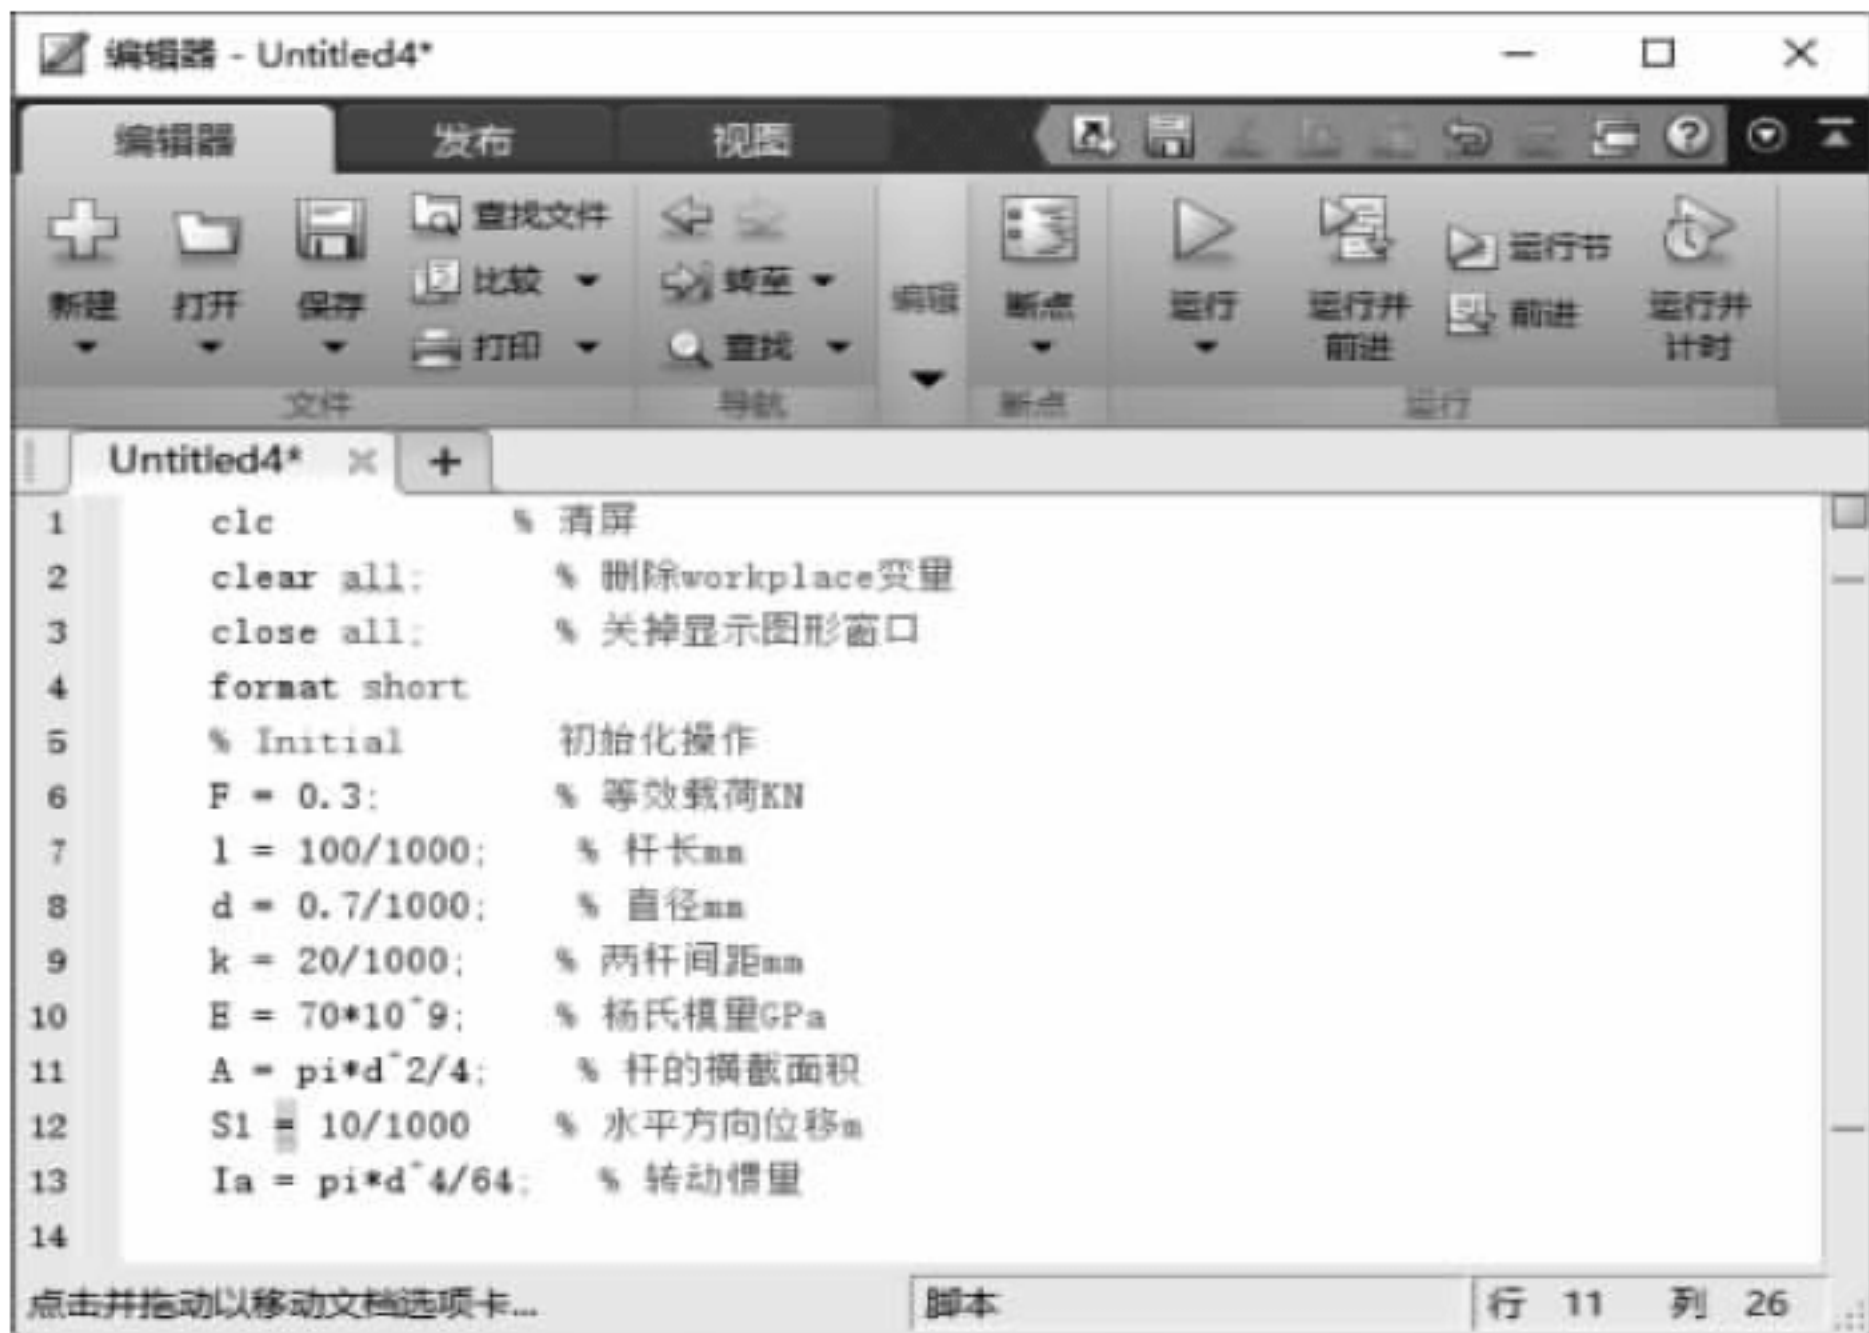 编辑器 - Untitled4*
编辑器 发布 视图
新建 打开 保存 查找文件 比较 打印 转至 查找 编辑 断点 运行 运行并前进 运行节 前进 运行并计时
文件 导航 断点 运行
Untitled4*
1 clc % 清屏
2 clear all; % 删除workplace变量
3 close all; % 关掉显示图形窗口
4 format short
5 % Initial 初始化操作
6 F = 0.3; % 等效载荷KN
7 l = 100/1000; % 杆长mm
8 d = 0.7/1000; % 直径mm
9 k = 20/1000; % 两杆间距mm
10 E = 70*10^9; % 杨氏模量GPa
11 A = pi*d^2/4; % 杆的横截面积
12 S1 = 10/1000 % 水平方向位移m
13 Ia = pi*d^4/64; % 转动惯量
14
点击并拖动以移动文档选项卡... 脚本 行 11 列 26